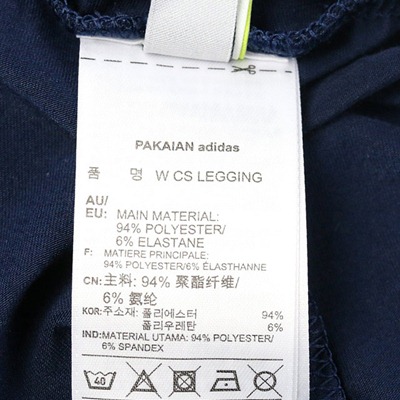 PAKAIAN adidas
품 명 W CS LEGGING
AU/
EU: MAIN MATERIAL:
94% POLYESTER/
6% ELASTANE
F: MATIERE PRINCIPALE:
94% POLYESTER/6% ÉLASTHANNE
CN: 主料: 94% 聚酯纤维/
6% 氨纶
KOR: 주소재: 폴리에스터 94%
폴리우레탄 6%
IND: MATERIAL UTAMA: 94% POLYESTER/
6% SPANDEX
40